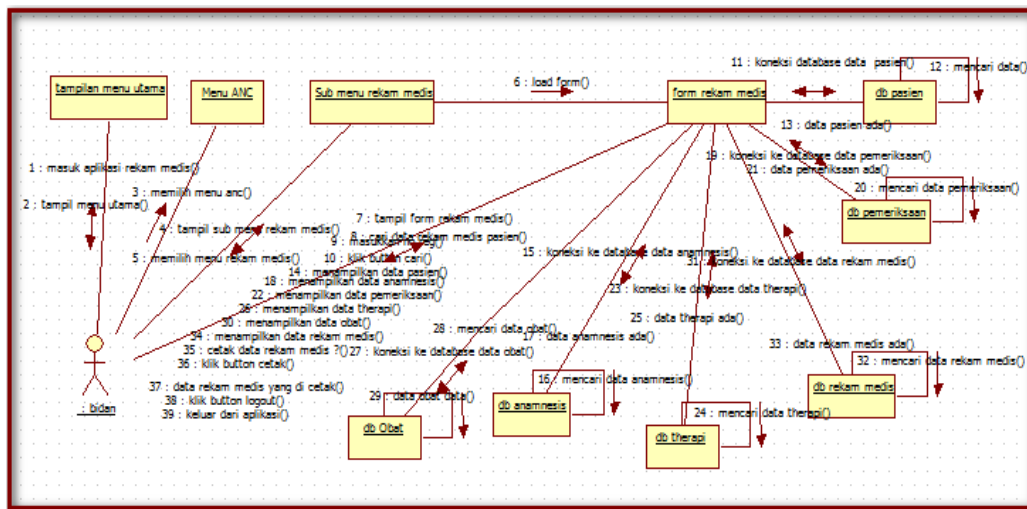 tampilan menu utama
Menu ANC
Sub menu rekam medis
6 : load form()
form rekam medis
11 : koneksi database data pasien()
12 : mencari data()
db pasien
13 : data pasien ada()
19 : koneksi ke database data pemeriksaan()
21 : data pemeriksaan ada()
20 : mencari data pemeriksaan()
db pemeriksaan
1 : masuk aplikasi rekam medis()
3 : memilih menu anc()
2 : tampil menu utama()
4 : tampil sub menu rekam medis()
5 : memilih menu rekam medis()
7 : tampil form rekam medis()
8 : cari data rekam medis pasien()
9 : masukkan
10 : klik button cari()
14 : menampilkan data pasien()
18 : menampilkan data anamnesis()
22 : menampilkan data pemeriksaan()
26 : menampilkan data therapi()
30 : menampilkan data obat()
34 : menampilkan data rekam medis()
35 : cetak data rekam medis ?()
36 : klik button cetak()
37 : data rekam medis yang di cetak()
38 : klik button logout()
39 : keluar dari aplikasi()
: bidan
15 : koneksi ke database data anamnesis()
31 : koneksi ke database data rekam medis()
23 : koneksi ke database data therapi()
25 : data therapi ada()
28 : mencari data obat()
17 : data anamnesis ada()
27 : koneksi ke database data obat()
33 : data rekam medis ada()
32 : mencari data rekam medis()
db rekam medis
16 : mencari data anamnesis()
db anamnesis
29 : data obat data()
db Obat
24 : mencari data therapi()
db therapi